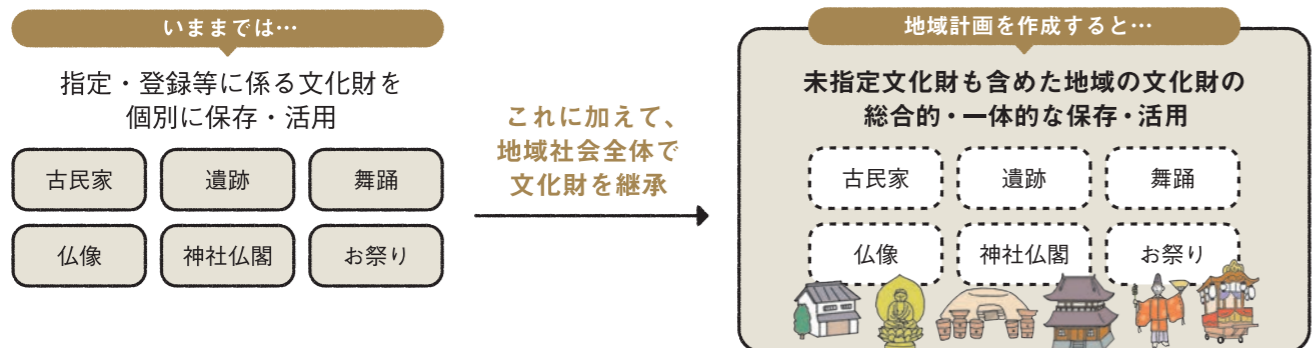 いままでは…
指定・登録等に係る文化財を
個別に保存・活用
古民家
遺跡
舞踊
仏像
神社仏閣
お祭り
これに加えて、
地域社会全体で
文化財を継承
地域計画を作成すると…
未指定文化財も含めた地域の文化財の
総合的・一体的な保存・活用
古民家
遺跡
舞踊
仏像
神社仏閣
お祭り